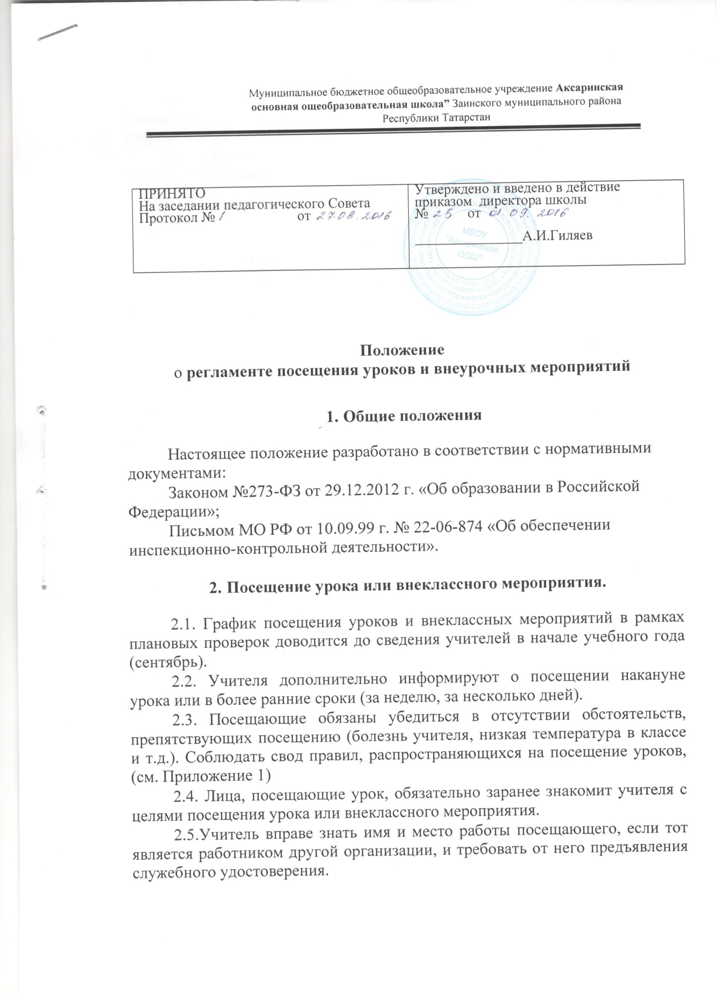 Муниципальное бюджетное общеобразовательное учреждение Аксаринская
основная ощеобразовательная школа” Заинского муниципального района
Республики Татарстан
ПРИНЯТО
На заседании педагогического Совета
Протокол № 1 от 27.08.2016
Утверждено и введено в действие
приказом директора школы
№ 25 от 01.09.2016
____________________А.И.Гиляев
МБОУ
"Аксаринская
ООШ"
Положение
о регламенте посещения уроков и внеурочных мероприятий
1. Общие положения
Настоящее положение разработано в соответствии с нормативными
документами:
Законом №273-ФЗ от 29.12.2012 г. «Об образовании в Российской
Федерации»;
Письмом МО РФ от 10.09.99 г. № 22-06-874 «Об обеспечении
инспекционно-контрольной деятельности».
2. Посещение урока или внеклассного мероприятия.
2.1. График посещения уроков и внеклассных мероприятий в рамках
плановых проверок доводится до сведения учителей в начале учебного года
(сентябрь).
2.2. Учителя дополнительно информируют о посещении накануне
урока или в более ранние сроки (за неделю, за несколько дней).
2.3. Посещающие обязаны убедиться в отсутствии обстоятельств,
препятствующих посещению (болезнь учителя, низкая температура в классе
и т.д.). Соблюдать свод правил, распространяющихся на посещение уроков,
(см. Приложение 1)
2.4. Лица, посещающие урок, обязательно заранее знакомит учителя с
целями посещения урока или внеклассного мероприятия.
2.5.Учитель вправе знать имя и место работы посещающего, если тот
является работником другой организации, и требовать от него предъявления
служебного удостоверения.